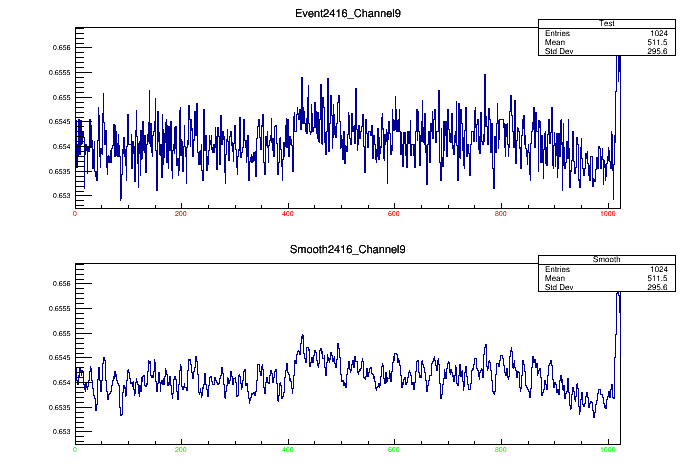 Event2416_Channel9
Test
Entries 1024
Mean 511.5
Std Dev 295.6
0.656
0.6555
0.655
0.6545
0.654
0.6535
0.653
0 200 400 600 800 1000
Smooth2416_Channel9
Smooth
Entries 1024
Mean 511.5
Std Dev 295.6
0.656
0.6555
0.655
0.6545
0.654
0.6535
0.653
0 200 400 600 800 1000